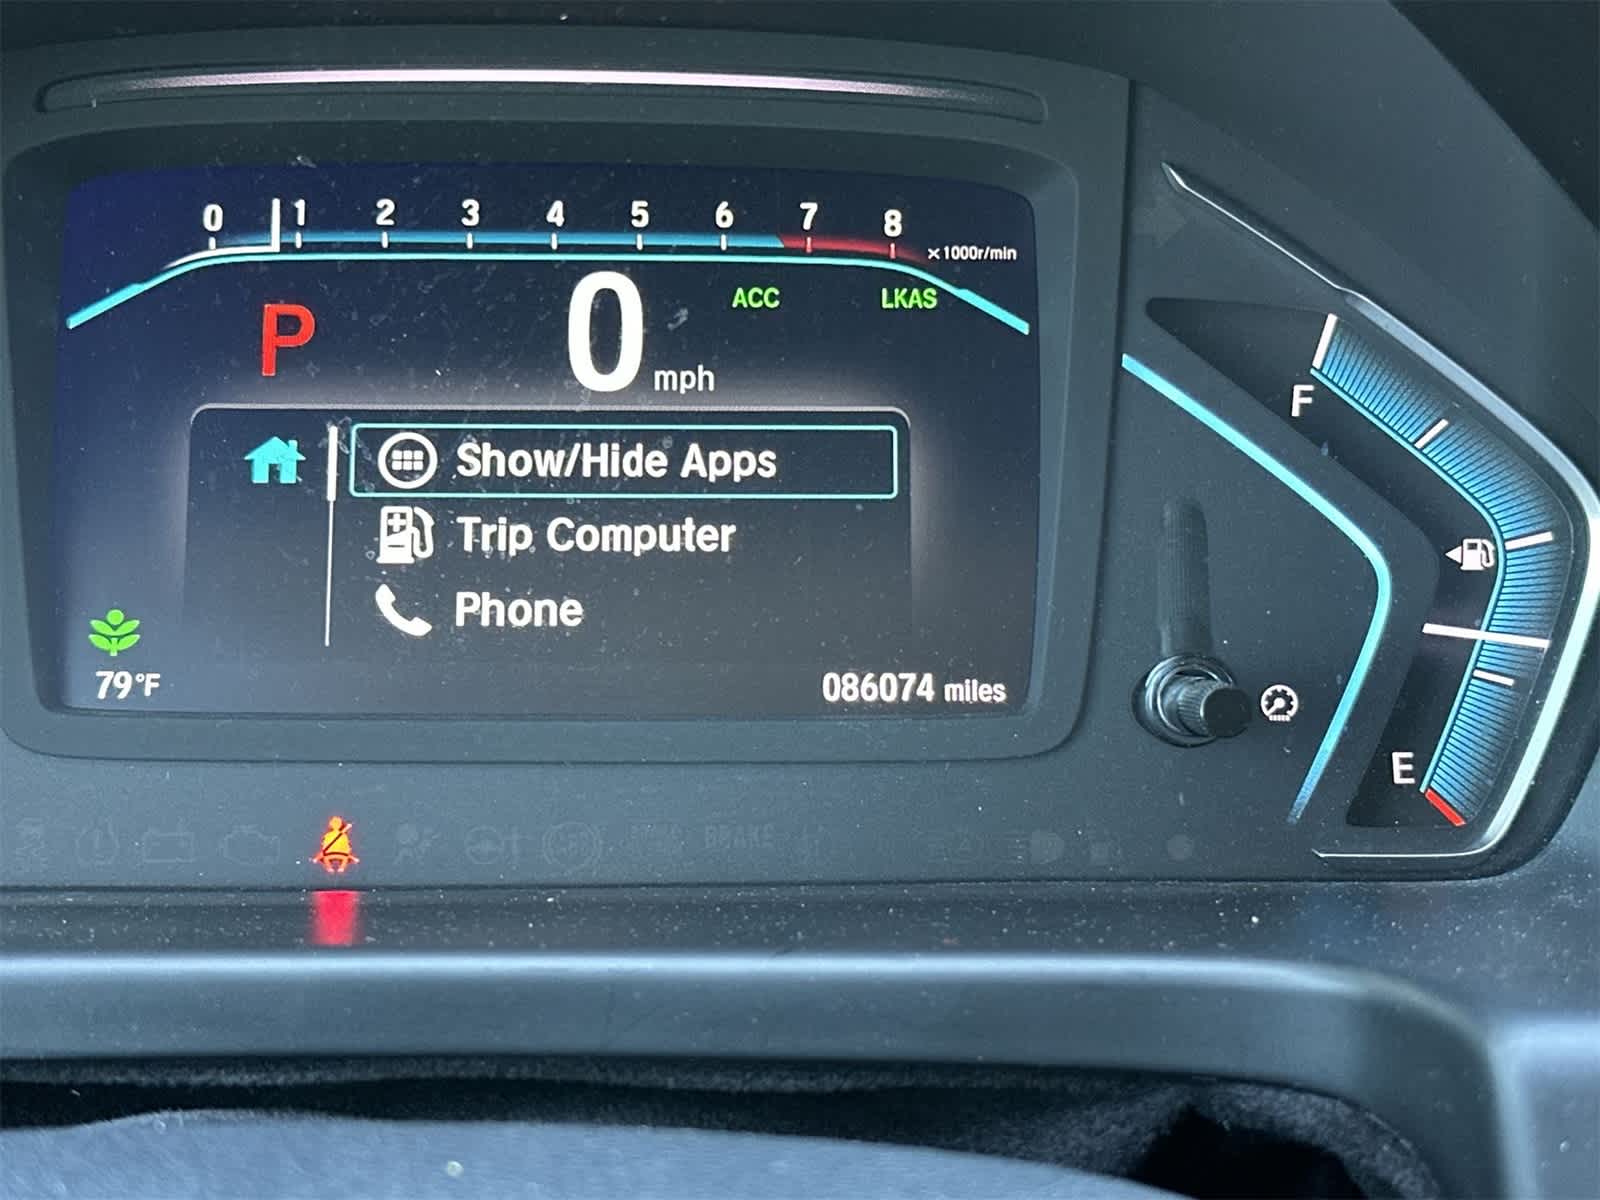 0 1 2 3 4 5 6 7 8
×1000r/min
P 0 mph ACC LKAS
Show/Hide Apps
Trip Computer
Phone
79°F
086074 miles
F
E
BRAKE